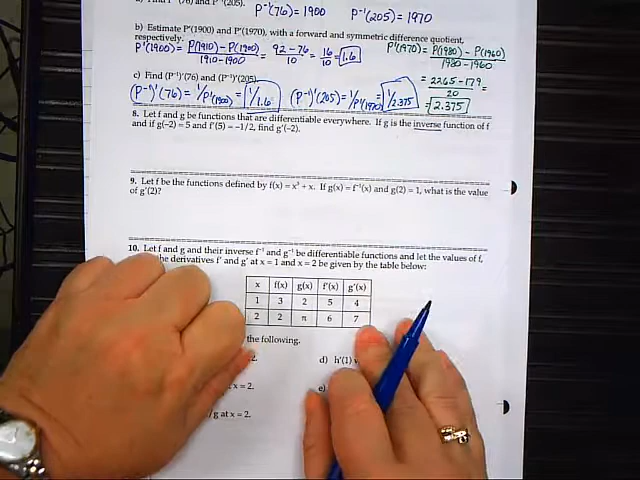 P⁻¹(76) = 1900 P⁻¹(205) = 1970
b) Estimate P'(1900) and P'(1970), with a forward and symmetric difference quotient,
respectively.
P'(1900) = P(1910) - P(1900) / 1910-1900 = 92-76 / 10 = 16/10 = 1.6 P'(1970) = P(1980) - P(1960) / 1980-1960
= 226.5-179 / 20 =
= 2.375
c) Find (P⁻¹)'(76) and (P⁻¹)'(205).
(P⁻¹)'(76) = 1/P'(1900) = 1/1.6 (P⁻¹)'(205) = 1/P'(1970) = 1/2.375
8. Let f and g be functions that are differentiable everywhere. If g is the inverse function of f
and if g(-2) = 5 and f'(5) = -1/2, find g'(-2).
9. Let f be the functions defined by f(x) = x³ + x. If g(x) = f⁻¹(x) and g(2) = 1, what is the value
of g'(2)?
10. Let f and g and their inverse f⁻¹ and g⁻¹ be differentiable functions and let the values of f,
the derivatives f' and g' at x = 1 and x = 2 be given by the table below:
x f(x) g(x) f'(x) g'(x)
1 3 2 5 4
2 2 π 6 7
the following.
2. d) h'(1)
x = 2. e)
/g at x = 2.